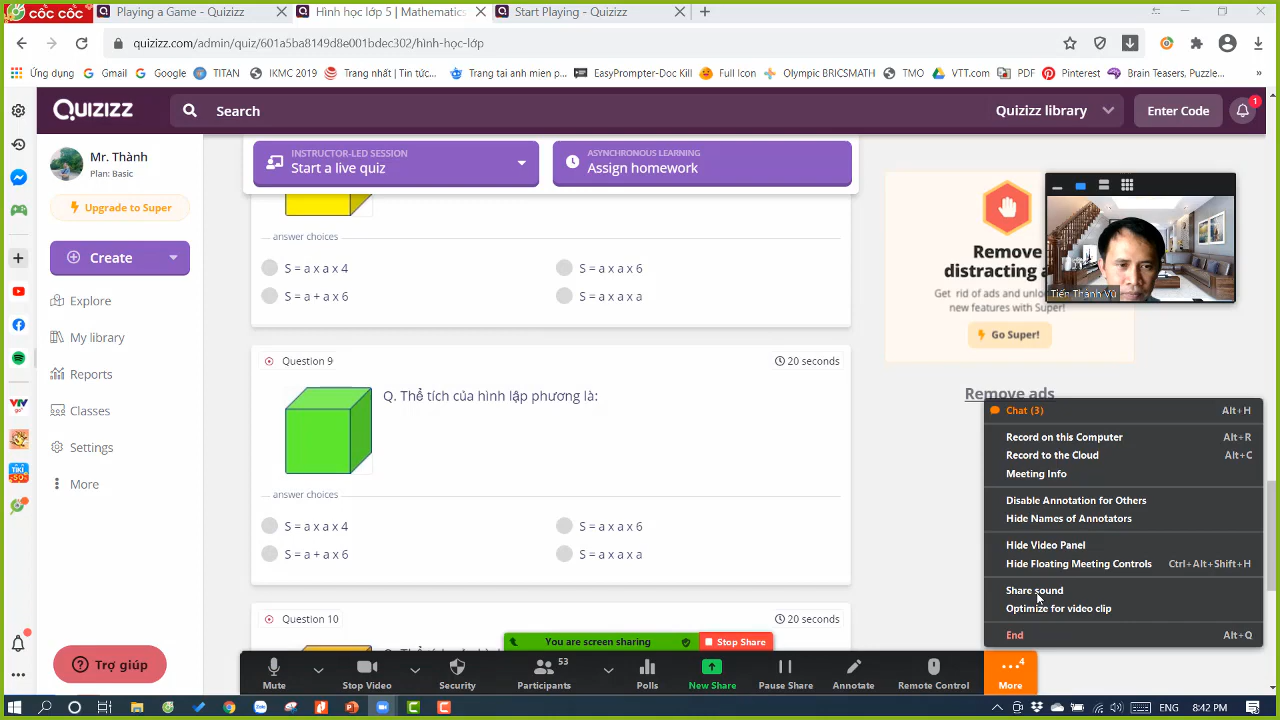 CỐC CỐC
Playing a Game - Quizizz
Hình học lớp 5 | Mathematics
Start Playing - Quizizz
quizizz.com/admin/quiz/601a5ba8149d8e001bdec302/hình-học-lớp
Ứng dụng
Gmail
Google
TITAN
IKMC 2019
Trang nhất | Tin tức...
Trang tai anh mien p...
EasyPrompter-Doc Kill
Full Icon
Olympic BRICSMATH
TMO
VTT.com
PDF
Pinterest
Brain Teasers, Puzzle...
QUIZIZZ
Search
Quizizz library
Enter Code
1
Mr. Thành
Plan: Basic
Upgrade to Super
Create
Explore
My library
Reports
Classes
Settings
More
Trợ giúp
INSTRUCTOR-LED SESSION
Start a live quiz
ASYNCHRONOUS LEARNING
Assign homework
answer choices
S = a x a x 4
S = a x a x 6
S = a + a x 6
S = a x a x a
Question 9
20 seconds
Q. Thể tích của hình lập phương là:
answer choices
S = a x a x 4
S = a x a x 6
S = a + a x 6
S = a x a x a
Question 10
20 seconds
Remove
distracting a
Get rid of ads and unlo
new features with Super!
Go Super!
Remove ads
Tiến Thành Vũ
Chat (3)
Alt+H
Record on this Computer
Alt+R
Record to the Cloud
Alt+C
Meeting Info
Disable Annotation for Others
Hide Names of Annotators
Hide Video Panel
Hide Floating Meeting Controls
Ctrl+Alt+Shift+H
Share sound
Optimize for video clip
End
Alt+Q
You are screen sharing
Stop Share
Mute
Stop Video
Security
53
Participants
Polls
New Share
Pause Share
Annotate
Remote Control
4
More
8:42 PM